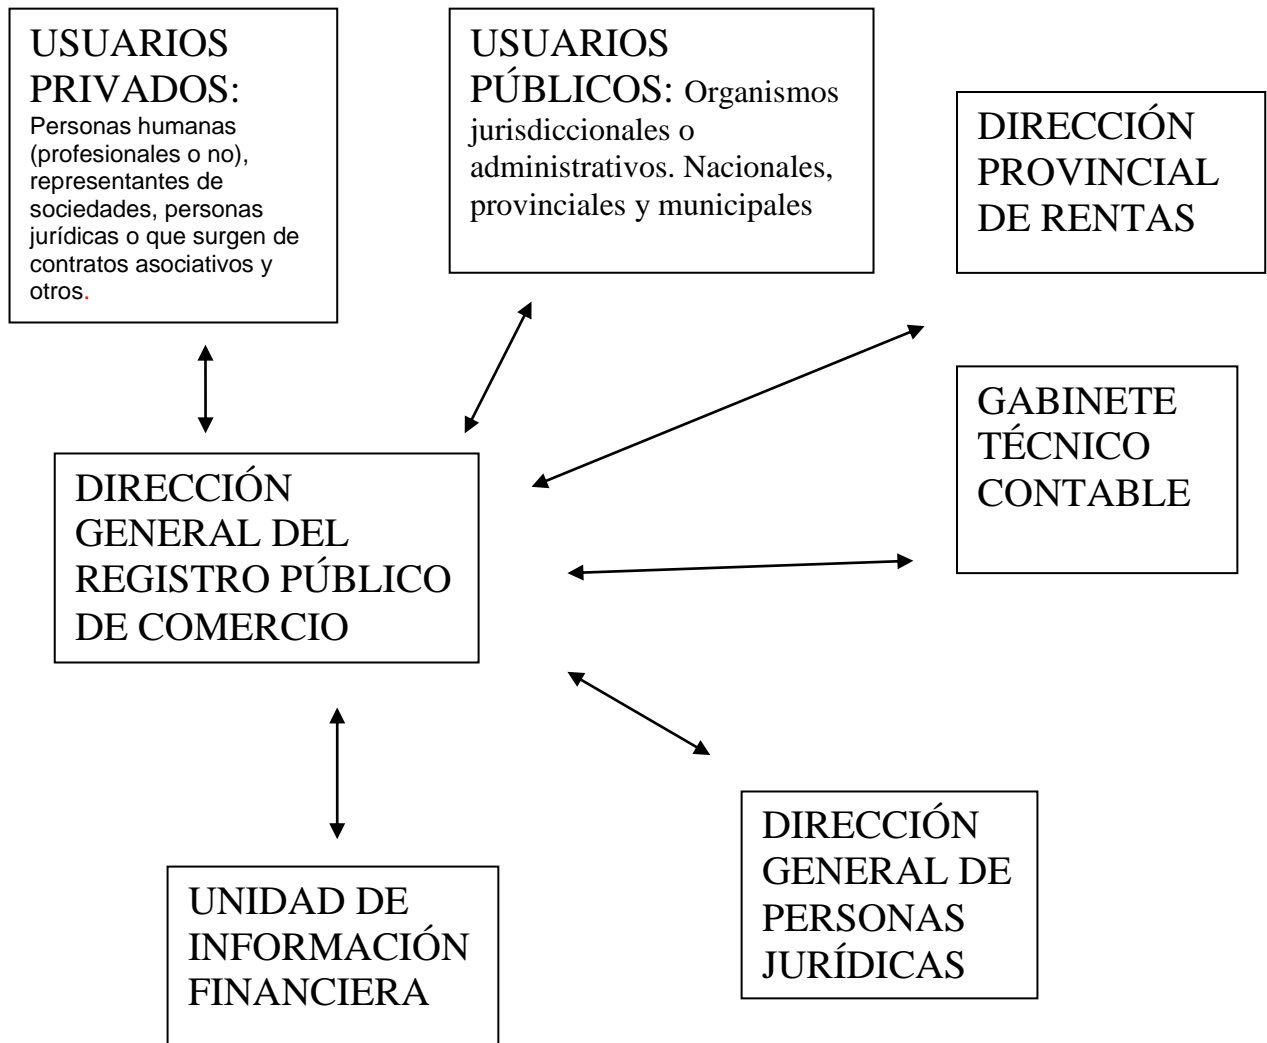 USUARIOS
PRIVADOS:
Personas humanas
(profesionales o no),
representantes de
sociedades, personas
jurídicas o que surgen de
contratos asociativos y
otros.
USUARIOS
PÚBLICOS: Organismos
jurisdiccionales o
administrativos. Nacionales,
provinciales y municipales
DIRECCIÓN
PROVINCIAL
DE RENTAS
GABINETE
TÉCNICO
CONTABLE
DIRECCIÓN
GENERAL DEL
REGISTRO PÚBLICO
DE COMERCIO
DIRECCIÓN
GENERAL DE
PERSONAS
JURÍDICAS
UNIDAD DE
INFORMACIÓN
FINANCIERA